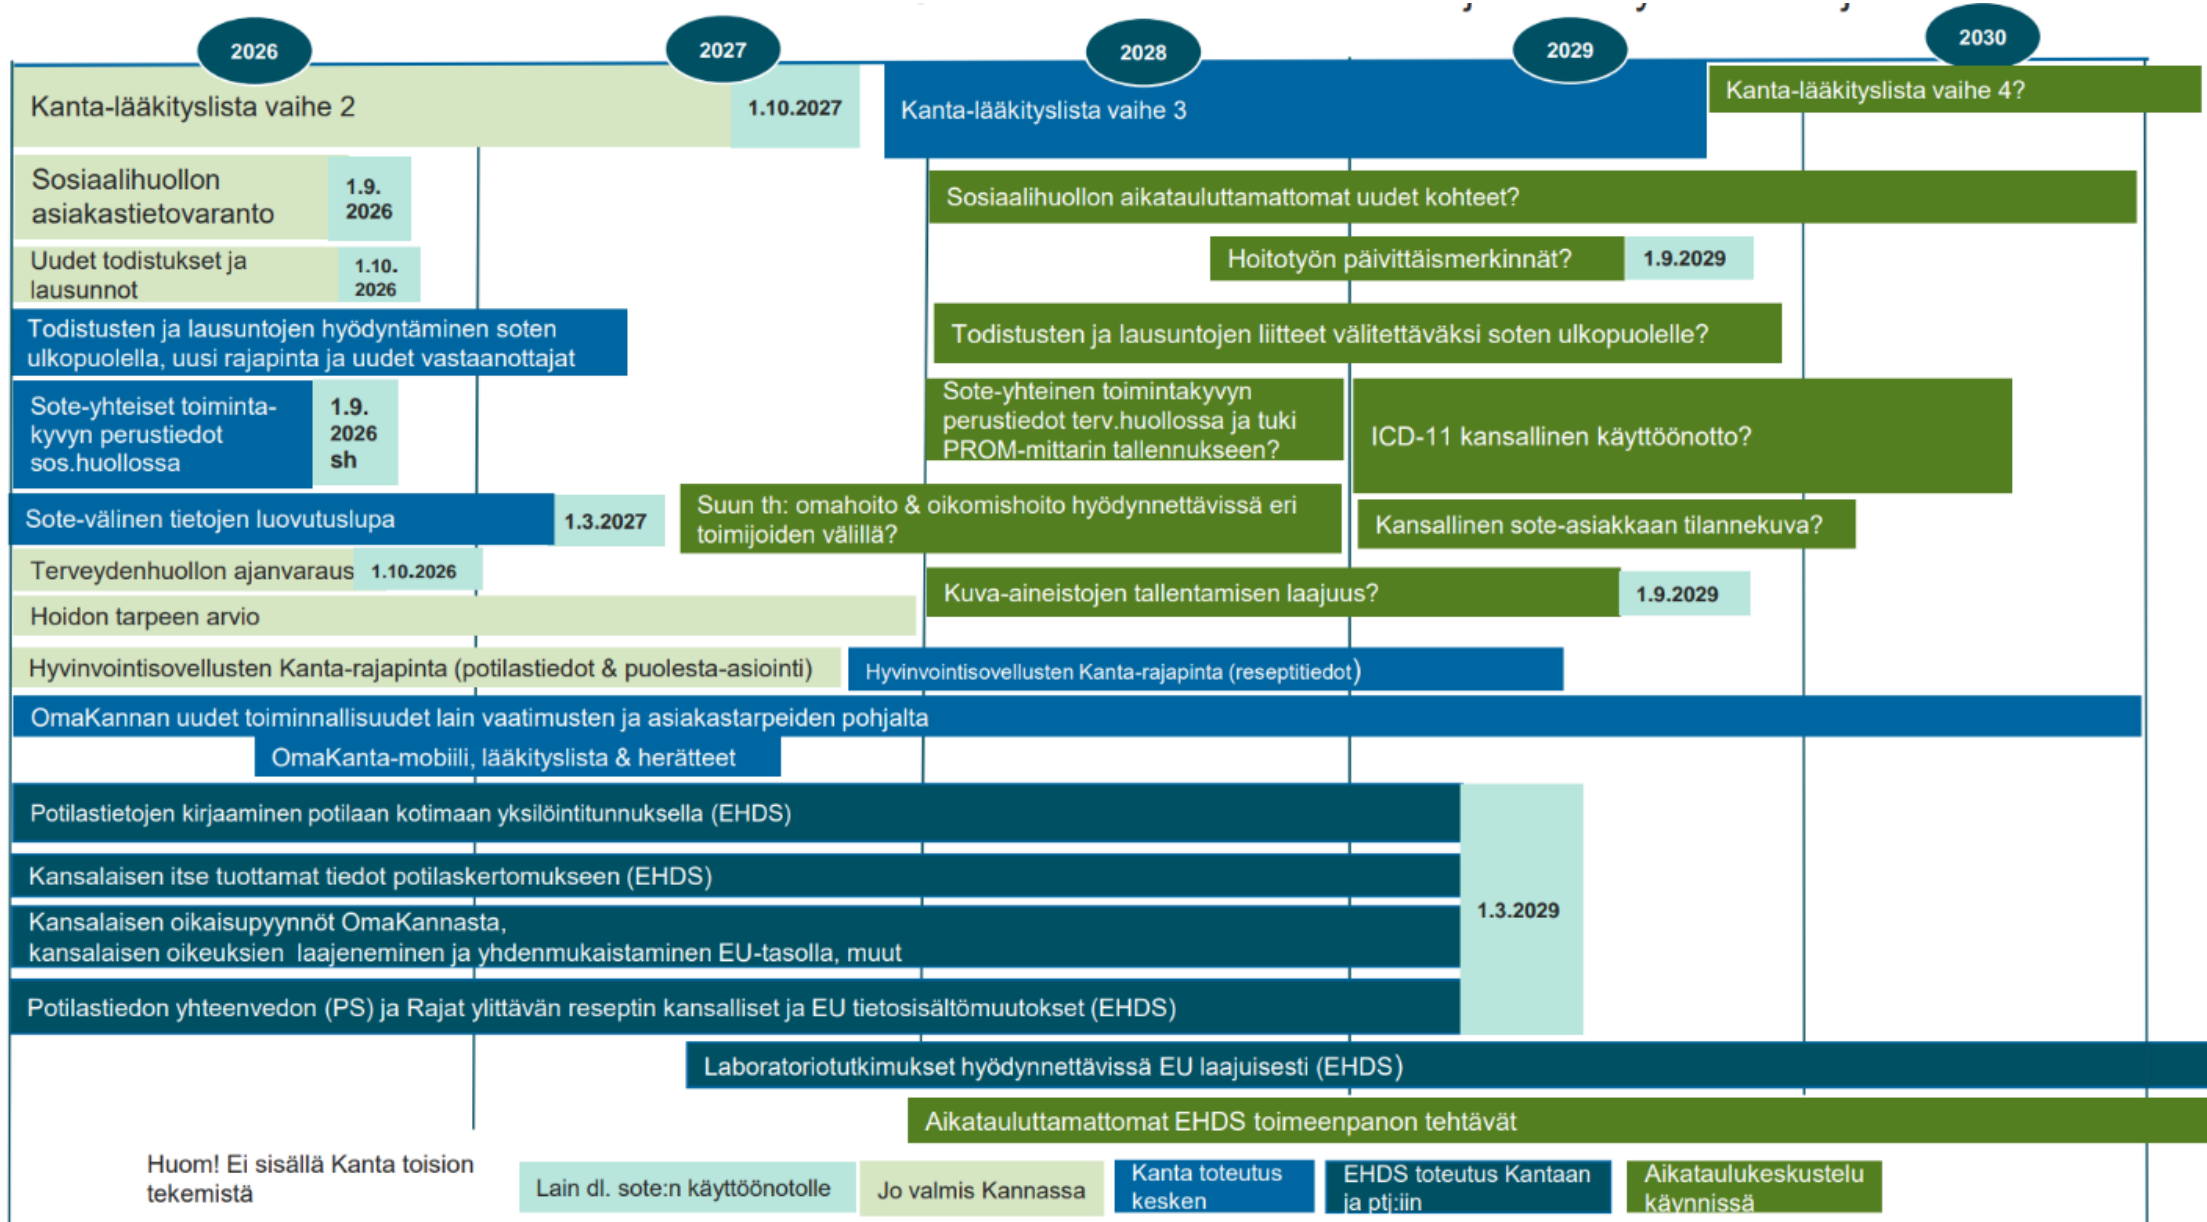 2026
2027
2028
2029
2030
Kanta-lääkityslista vaihe 2
1.10.2027
Kanta-lääkityslista vaihe 3
Kanta-lääkityslista vaihe 4?
Sosiaalihuollon
asiakastietovaranto
1.9.
2026
Sosiaalihuollon aikatauluttamattomat uudet kohteet?
Uudet todistukset ja
lausunnot
1.10.
2026
Hoitotyön päivittäismerkinnät?
1.9.2029
Todistusten ja lausuntojen hyödyntäminen soten
ulkopuolella, uusi rajapinta ja uudet vastaanottajat
Todistusten ja lausuntojen liitteet välitettäväksi soten ulkopuolelle?
Sote-yhteiset toiminta-
kyvyn perustiedot
sos.huollossa
1.9.
2026
sh
Sote-yhteinen toimintakyvyn
perustiedot terv.huollossa ja tuki
PROM-mittarin tallennukseen?
ICD-11 kansallinen käyttöönotto?
Sote-välinen tietojen luovutuslupa
1.3.2027
Suun th: omahoito & oikomishoito hyödynnettävissä eri
toimijoiden välillä?
Kansallinen sote-asiakkaan tilannekuva?
Terveydenhuollon ajanvaraus
1.10.2026
Kuva-aineistojen tallentamisen laajuus?
1.9.2029
Hoidon tarpeen arvio
Hyvinvointisovellusten Kanta-rajapinta (potilastiedot & puolesta-asiointi)
Hyvinvointisovellusten Kanta-rajapinta (reseptitiedot)
OmaKannan uudet toiminnallisuudet lain vaatimusten ja asiakastarpeiden pohjalta
OmaKanta-mobiili, lääkityslista & herätteet
Potilastietojen kirjaaminen potilaan kotimaan yksilöintitunnuksella (EHDS)
Kansalaisen itse tuottamat tiedot potilaskertomukseen (EHDS)
Kansalaisen oikaisupyynnöt OmaKannasta,
kansalaisen oikeuksien laajeneminen ja yhdenmukaistaminen EU-tasolla, muut
1.3.2029
Potilastiedon yhteenvedon (PS) ja Rajat ylittävän reseptin kansalliset ja EU tietosisältömuutokset (EHDS)
Laboratoriotutkimukset hyödynnettävissä EU laajuisesti (EHDS)
Aikatauluttamattomat EHDS toimeenpanon tehtävät
Huom! Ei sisällä Kanta toision
tekemistä
Lain dl. sote:n käyttöönotolle
Jo valmis Kannassa
Kanta toteutus
kesken
EHDS toteutus Kantaan
ja ptj:iin
Aikataulukeskustelu
käynnissä